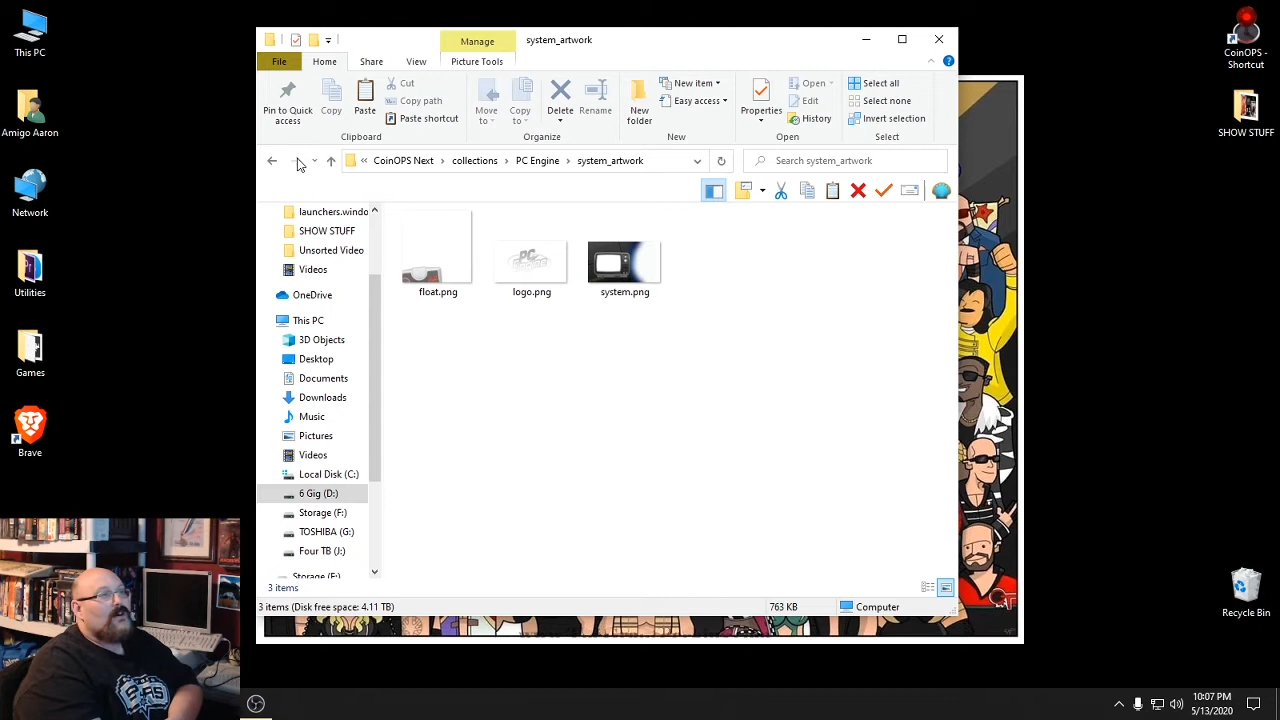 This PC
Amigo Aaron
Network
Utilities
Games
Brave
Manage
system_artwork
File
Home
Share
View
Picture Tools
Pin to Quick access
Copy
Paste
Cut
Copy path
Paste shortcut
Clipboard
Move to
Copy to
Delete
Rename
Organize
New folder
New item
Easy access
New
Properties
Open
Edit
History
Open
Select all
Select none
Invert selection
Select
« CoinOPS Next > collections > PC Engine > system_artwork
Search system_artwork
launchers.windo
SHOW STUFF
Unsorted Video
Videos
OneDrive
This PC
3D Objects
Desktop
Documents
Downloads
Music
Pictures
Videos
Local Disk (C:)
6 Gig (D:)
Storage (F:)
TOSHIBA (G:)
Four TB (J:)
float.png
logo.png
system.png
3 items
3 items (Disk free space: 4.11 TB)
763 KB
Computer
CoinOPS - Shortcut
SHOW STUFF
Recycle Bin
10:07 PM
5/13/2020